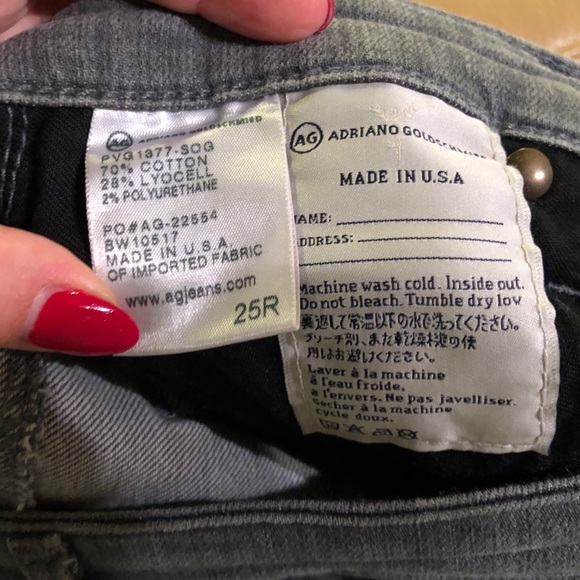 AG ADRIANO GOLDSCHMIED
PVG1377-SOG
70% COTTON
28% LYOCELL
2% POLYURETHANE
PO#AG-22554
BW10517
MADE IN U.S.A.
OF IMPORTED FABRIC
www.agjeans.com
25R
AG ADRIANO GOLDSCHMIED
MADE IN U.S.A
NAME:
ADDRESS:
Machine wash cold. Inside out.
Do not bleach. Tumble dry low
裏返して常温以下の水で洗ってください。
ブリーチ剤、また乾燥機の使
用はお避けください。
Laver à la machine
à l'eau froide,
a l'envers. Ne pas javelliser.
Sécher à la machine
cycle doux.